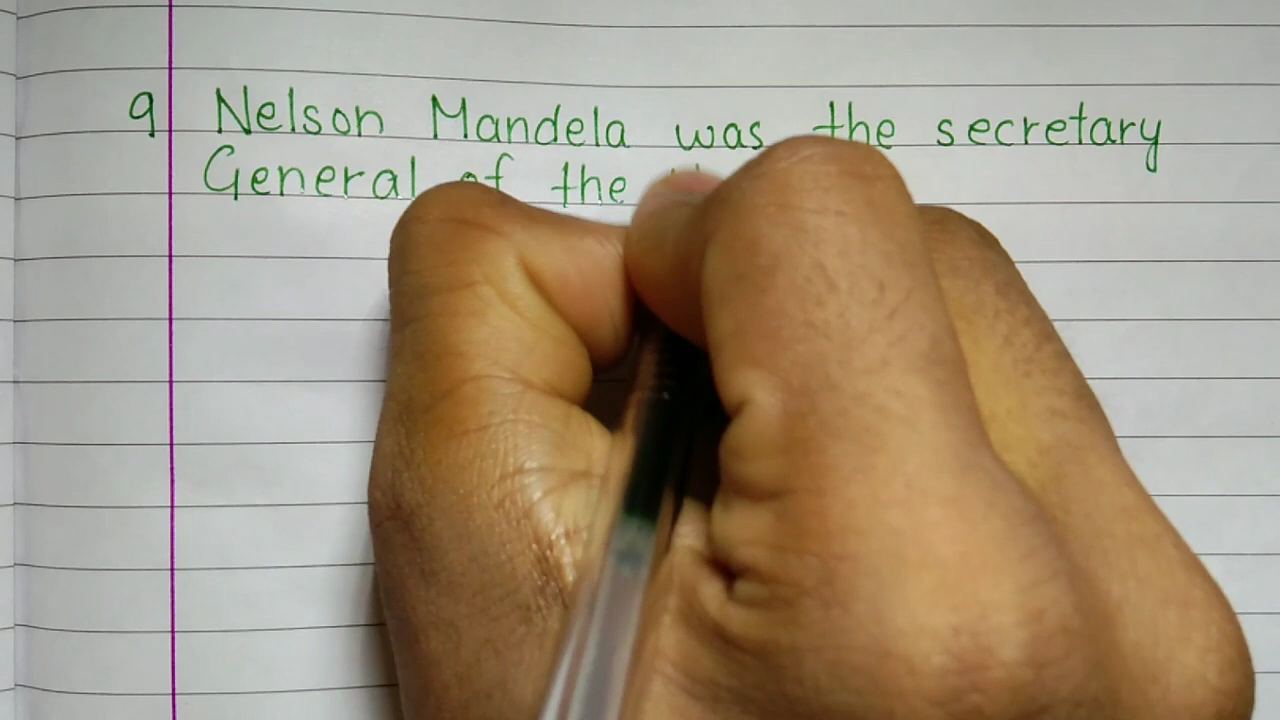 9 Nelson Mandela was the secretary
General of the